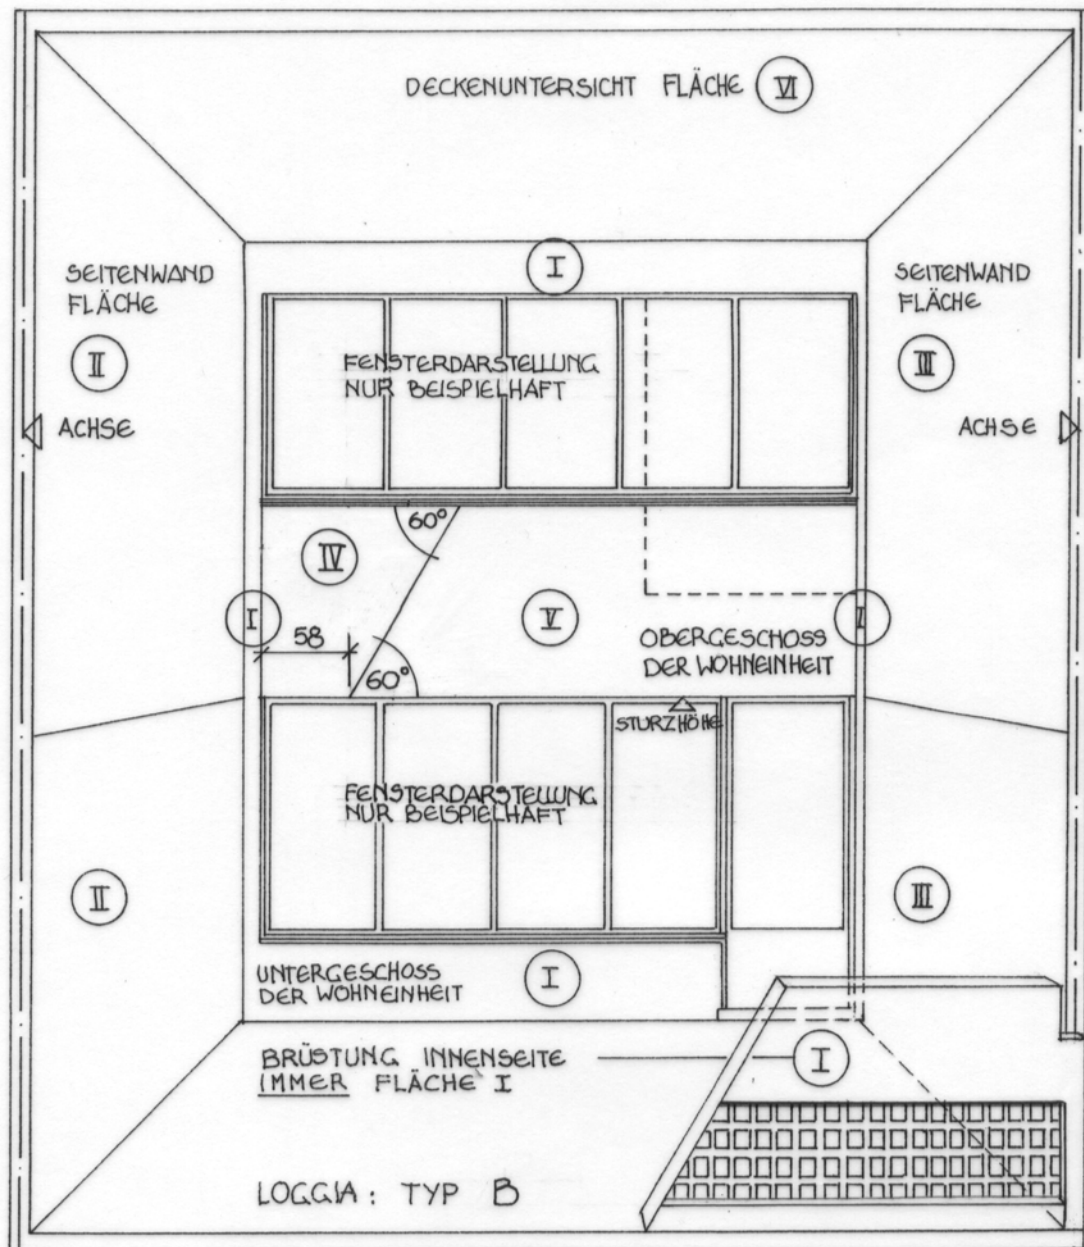 DECKENUNTERSICHT FLÄCHE VI
I
SEITENWAND
FLÄCHE
II
ACHSE
SEITENWAND
FLÄCHE
III
ACHSE
FENSTERDARSTELLUNG
NUR BEISPIELHAFT
60°
IV
I
58
60°
V
I
OBERGESCHOSS
DER WOHNEINHEIT
STURZHÖHE
FENSTERDARSTELLUNG
NUR BEISPIELHAFT
II
III
UNTERGESCHOSS
DER WOHNEINHEIT
I
BRÜSTUNG INNENSEITE
IMMER FLÄCHE I
I
LOGGIA: TYP B